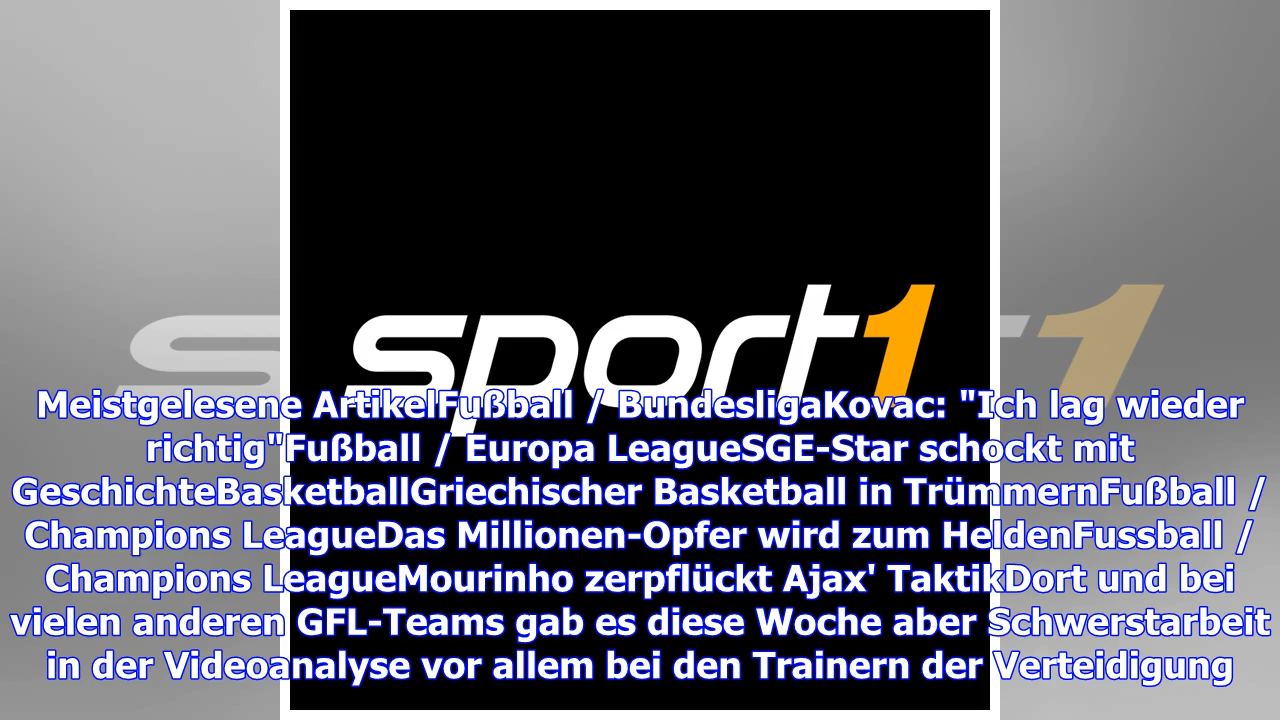 sport1
Meistgelesene ArtikelFußball / BundesligaKovac: "Ich lag wieder
richtig"Fußball / Europa LeagueSGE-Star schockt mit
GeschichteBasketballGriechischer Basketball in TrümmernFußball /
Champions LeagueDas Millionen-Opfer wird zum HeldenFussball /
Champions LeagueMourinho zerpflückt Ajax' TaktikDort und bei
vielen anderen GFL-Teams gab es diese Woche aber Schwerstarbeit
in der Videoanalyse vor allem bei den Trainern der Verteidigung